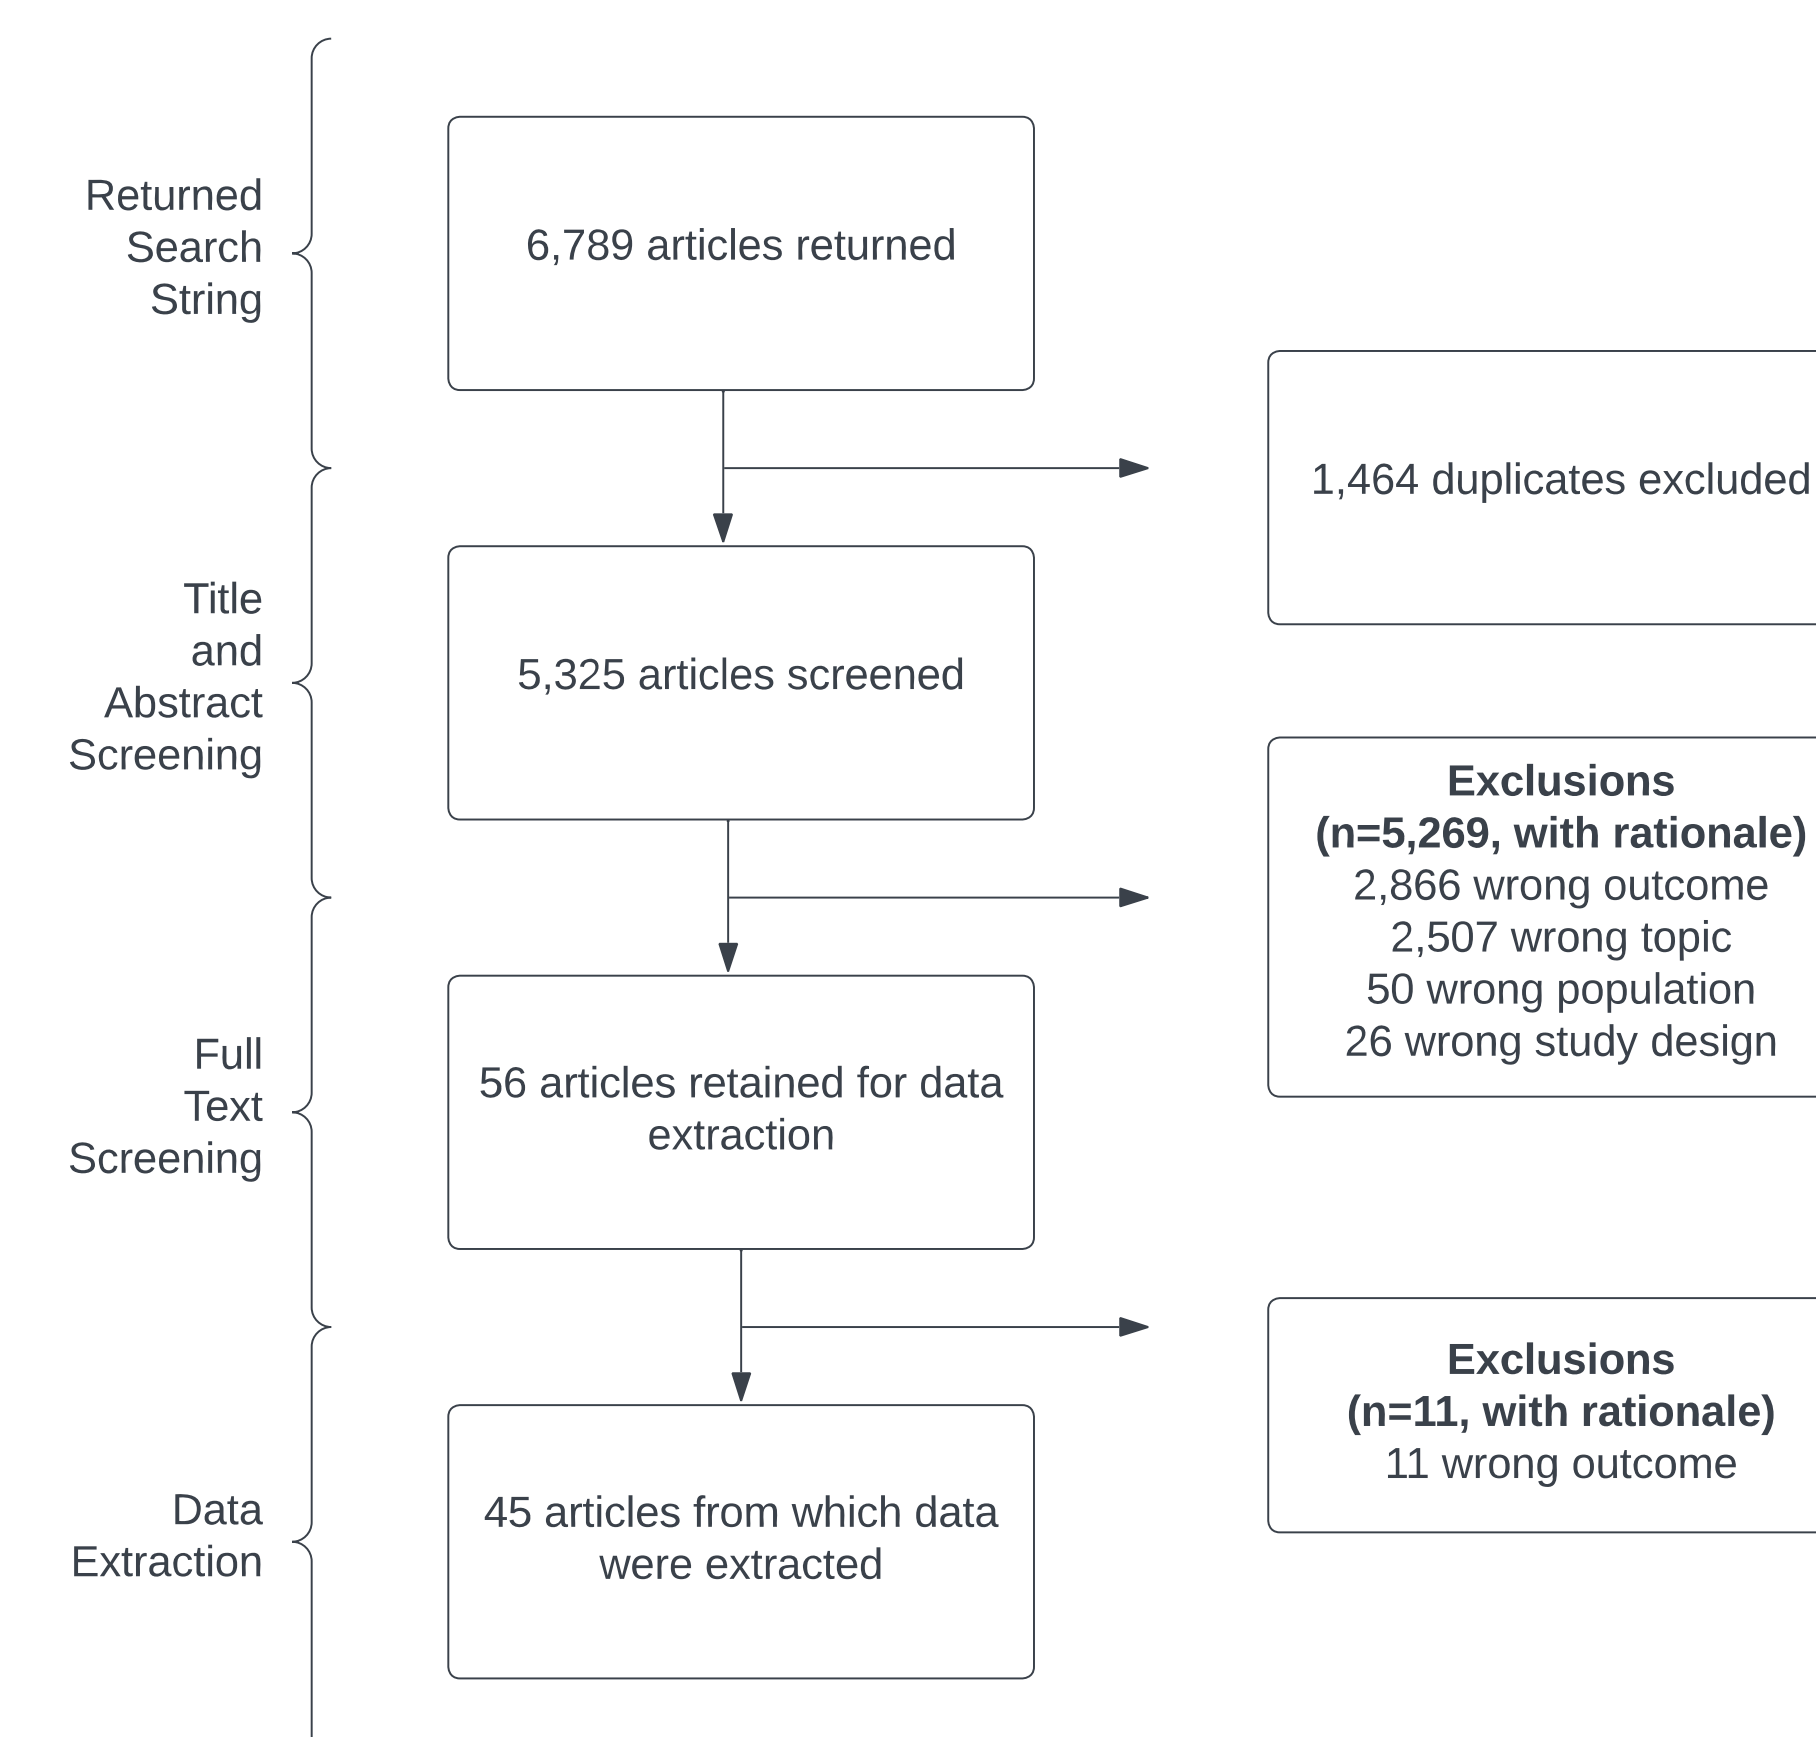 Returned
Search
String
6,789 articles returned
1,464 duplicates excluded
Title
and
Abstract
Screening
5,325 articles screened
Exclusions
(n=5,269, with rationale)
2,866 wrong outcome
2,507 wrong topic
50 wrong population
26 wrong study design
Full
Text
Screening
56 articles retained for data
extraction
Exclusions
(n=11, with rationale)
11 wrong outcome
Data
Extraction
45 articles from which data
were extracted